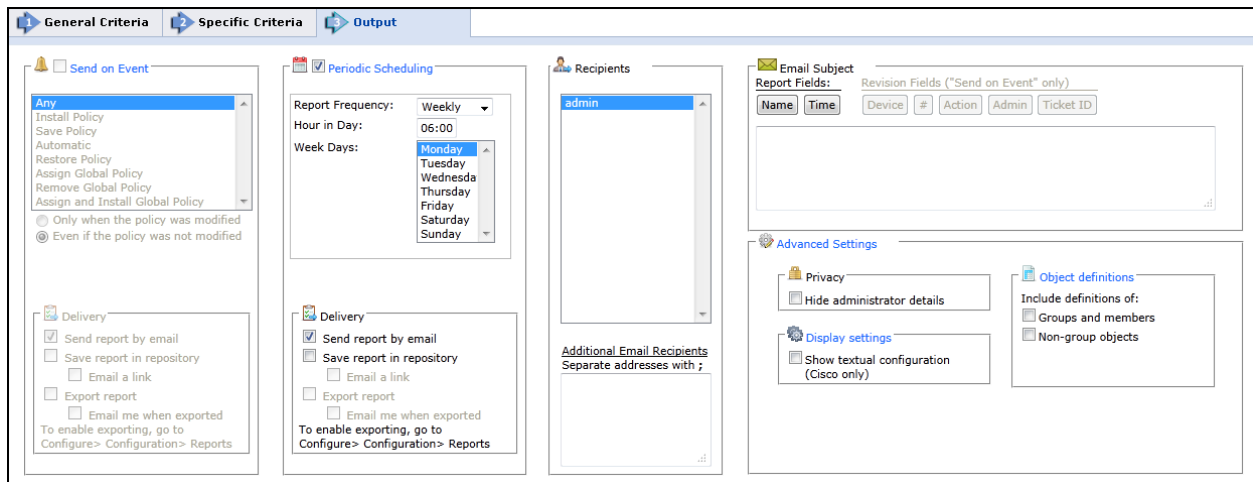 1 General Criteria
2 Specific Criteria
3 Output
Send on Event
Any
Install Policy
Save Policy
Automatic
Restore Policy
Assign Global Policy
Remove Global Policy
Assign and Install Global Policy
Only when the policy was modified
Even if the policy was not modified
Delivery
Send report by email
Save report in repository
Email a link
Export report
Email me when exported
To enable exporting, go to
Configure> Configuration> Reports
Periodic Scheduling
Report Frequency: Weekly
Hour in Day: 06:00
Week Days:
Monday
Tuesday
Wednesda
Thursday
Friday
Saturday
Sunday
Delivery
Send report by email
Save report in repository
Email a link
Export report
Email me when exported
To enable exporting, go to
Configure> Configuration> Reports
Recipients
admin
Additional Email Recipients
Separate addresses with ;
Email Subject
Report Fields: Revision Fields ("Send on Event" only)
Name Time Device # Action Admin Ticket ID
Advanced Settings
Privacy
Hide administrator details
Display settings
Show textual configuration
(Cisco only)
Object definitions
Include definitions of:
Groups and members
Non-group objects